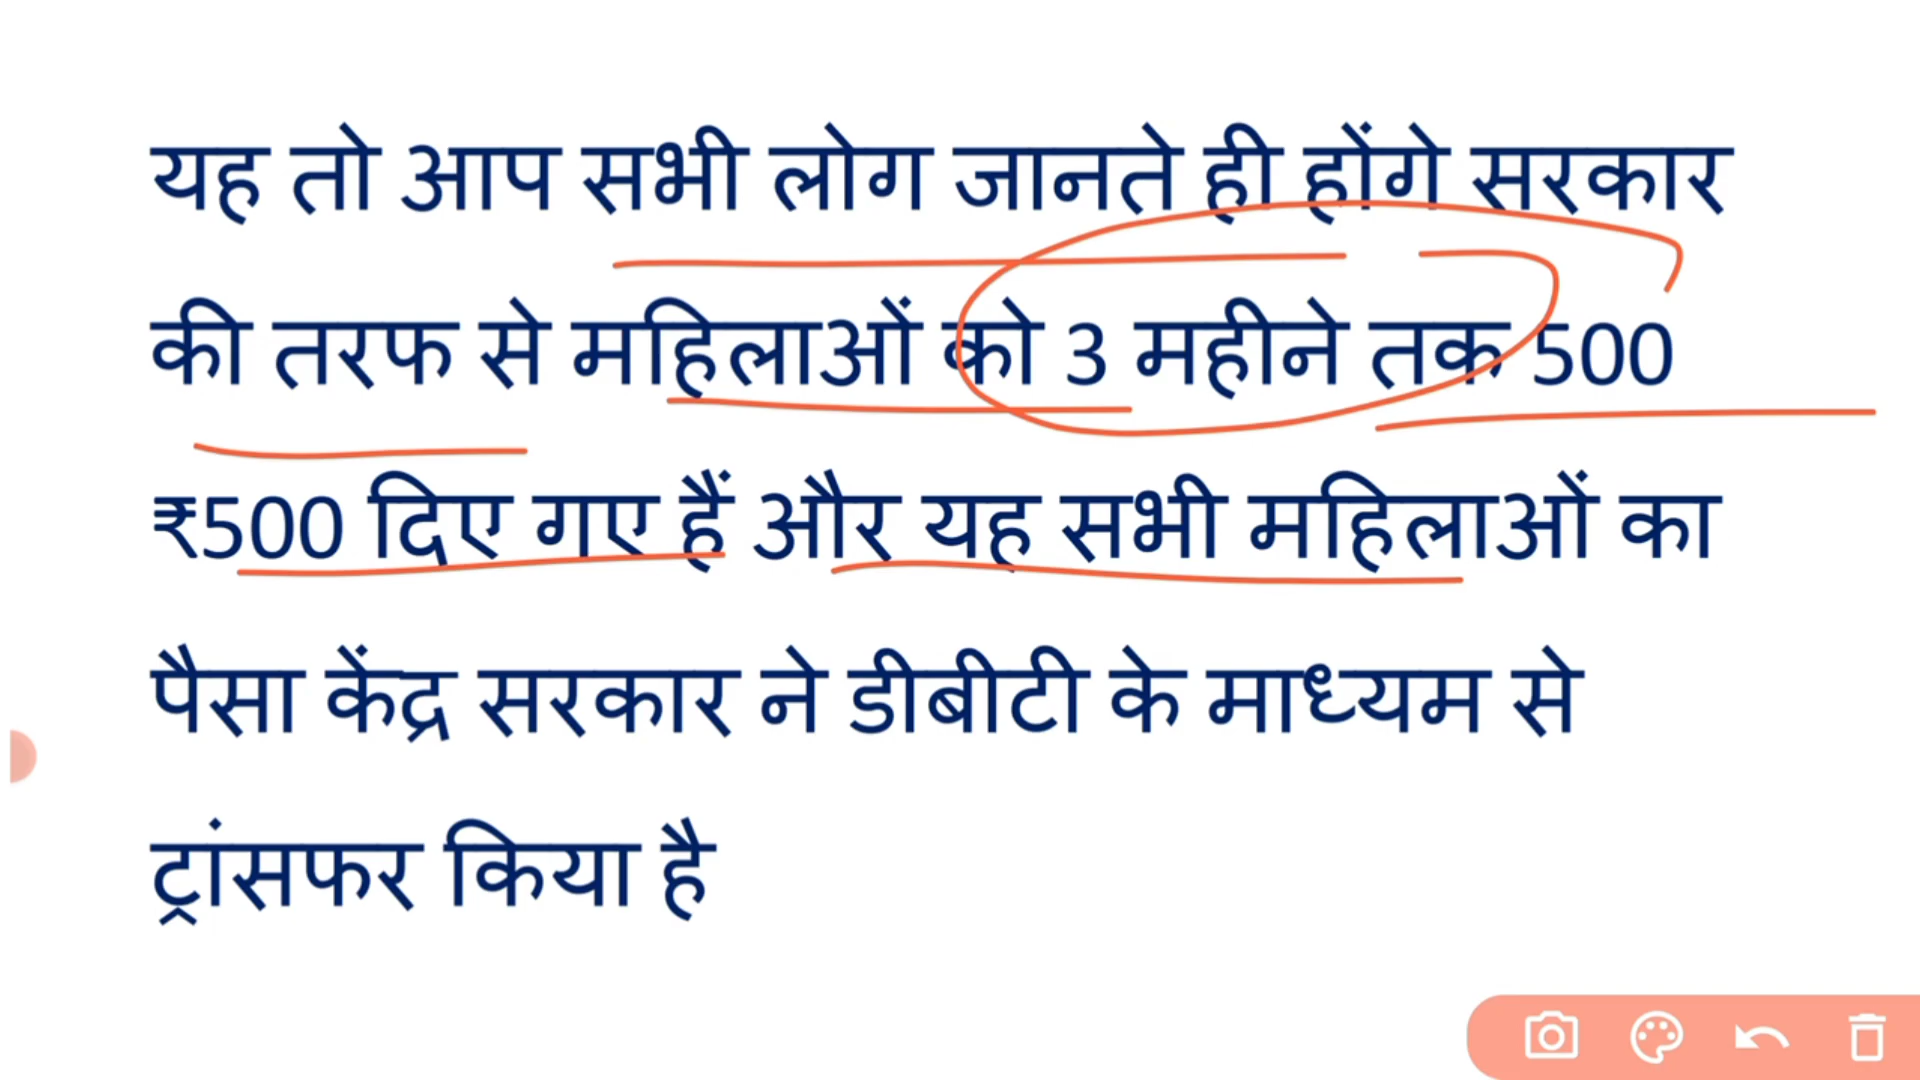 यह तो आप सभी लोग जानते ही होंगे सरकार
की तरफ से महिलाओं को 3 महीने तक 500
₹500 दिए गए हैं और यह सभी महिलाओं का
पैसा केंद्र सरकार ने डीबीटी के माध्यम से
ट्रांसफर किया है